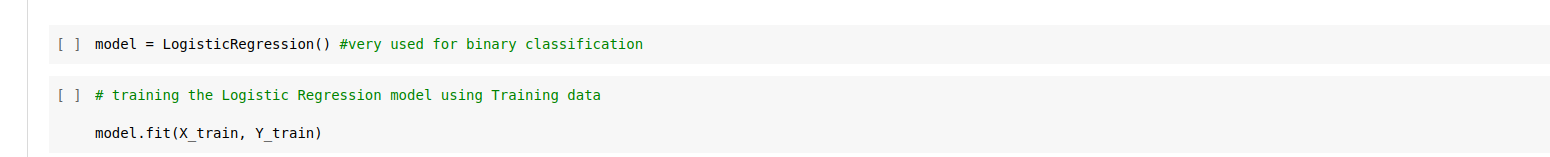 [ ] model = LogisticRegression() #very used for binary classification
[ ] # training the Logistic Regression model using Training data
model.fit(X_train, Y_train)